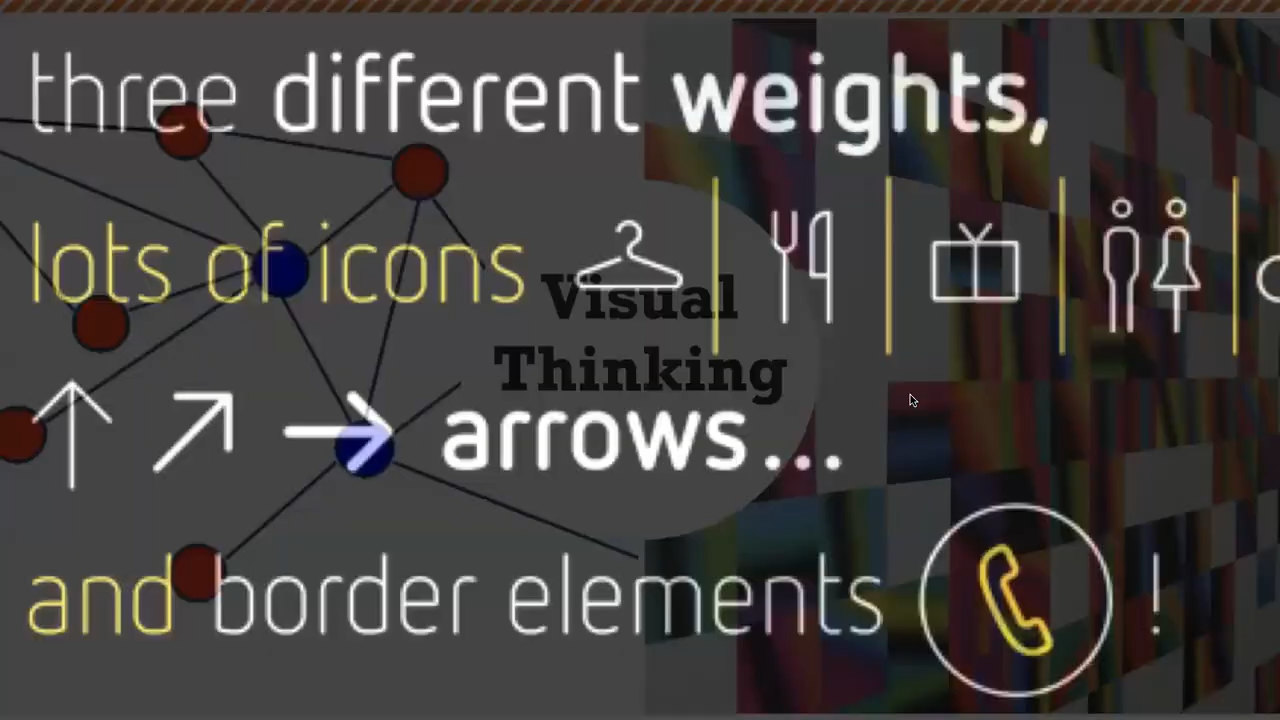 three different weights,
lots of icons
Visual
Thinking
arrows...
and border elements !